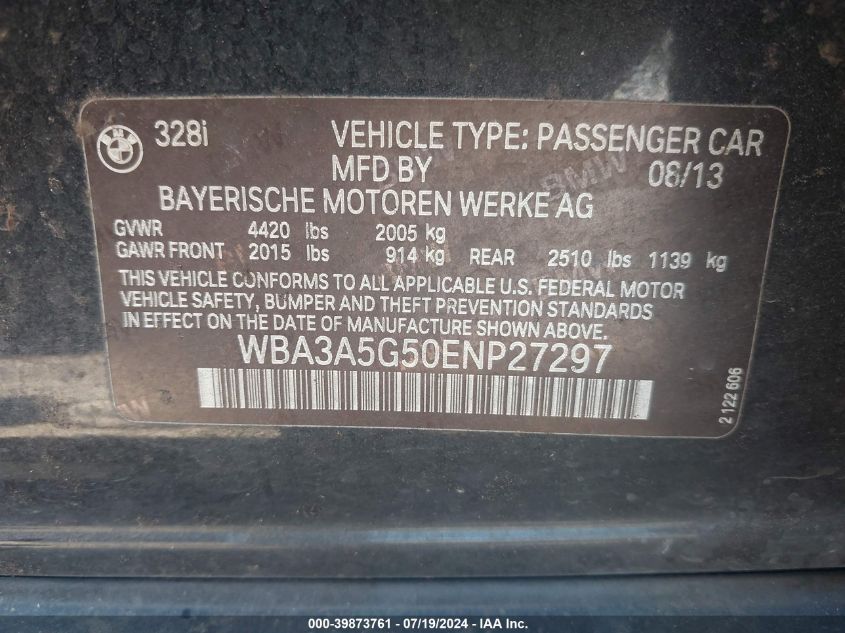 BMW 328i VEHICLE TYPE: PASSENGER CAR
MFD BY 08/13
BAYERISCHE MOTOREN WERKE AG
GVWR 4420 lbs 2005 kg
GAWR FRONT 2015 lbs 914 kg REAR 2510 lbs 1139 kg
THIS VEHICLE CONFORMS TO ALL APPLICABLE U.S. FEDERAL MOTOR
VEHICLE SAFETY, BUMPER AND THEFT PREVENTION STANDARDS
IN EFFECT ON THE DATE OF MANUFACTURE SHOWN ABOVE.
WBA3A5G50ENP27297
2 122 606
000-39873761 - 07/19/2024 - IAA Inc.